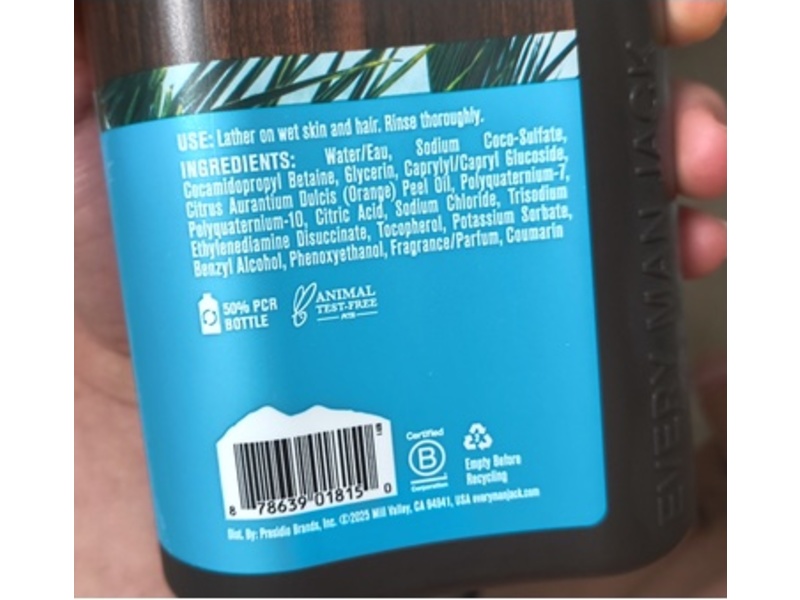 USE: Lather on wet skin and hair. Rinse thoroughly.
INGREDIENTS: Water/Eau, Sodium Coco-Sulfate,
Cocamidopropyl Betaine, Glycerin, Caprylyl/Capryl Glucoside,
Citrus Aurantium Dulcis (Orange) Peel Oil, Polyquaternium-7,
Polyquaternium-10, Citric Acid, Sodium Chloride, Trisodium
Ethylenediamine Disuccinate, Tocopherol, Potassium Sorbate,
Benzyl Alcohol, Phenoxyethanol, Fragrance/Parfum, Coumarin
50% PCR
BOTTLE
ANIMAL
TEST-FREE
PETA
Certified
B
Corporation
2
Empty Before
Recycling
8 78639 01815 0
Dist. By: Presidio Brands, Inc. ©2025 Mill Valley, CA 94941, USA everymanjack.com
EVERY MAN JACK